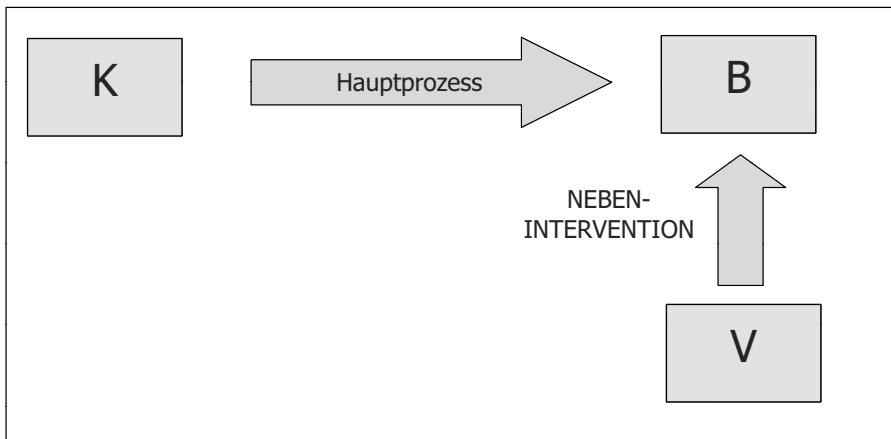 K
Hauptprozess
B
NEBEN-
INTERVENTION
V